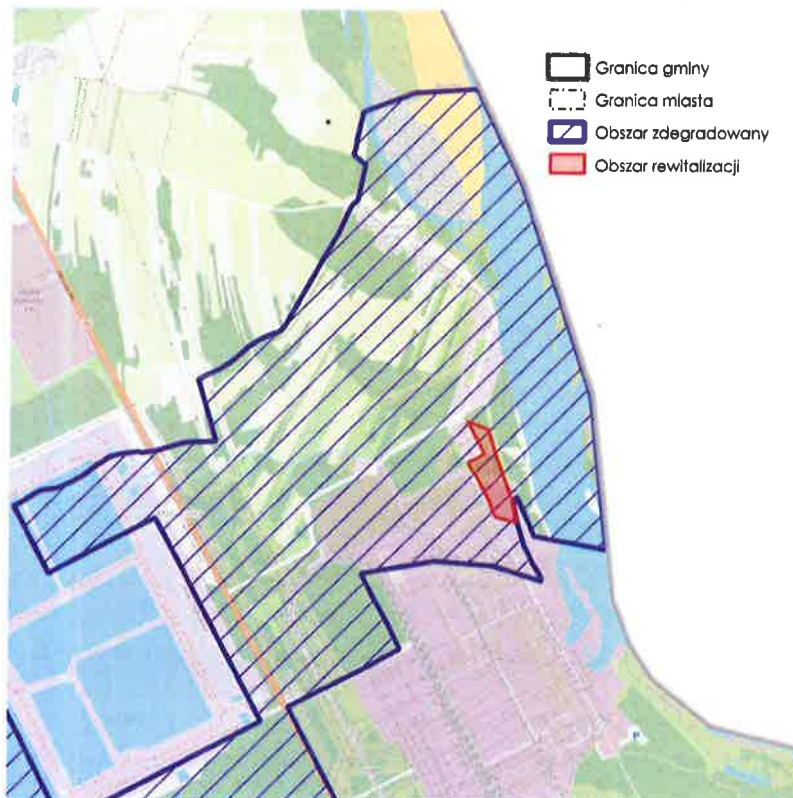 Granica gminy
Granica miasta
Obszar zdegradowany
Obszar rewitalizacji
P